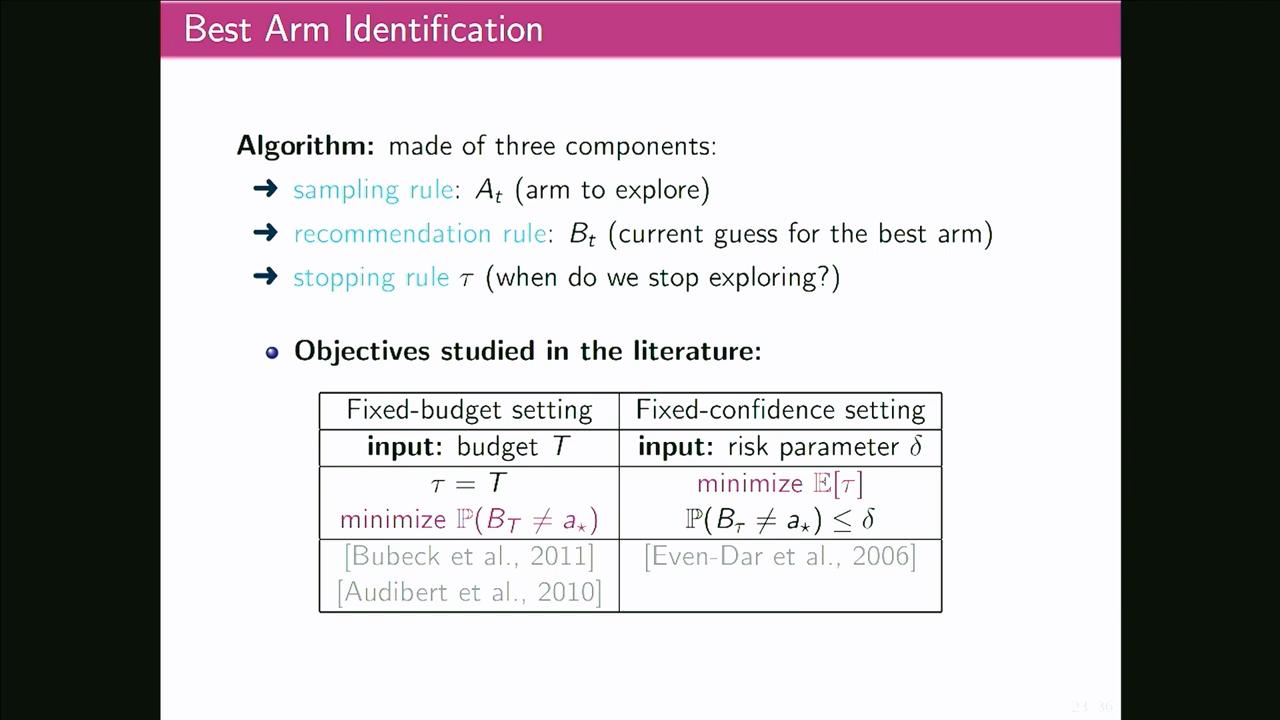 Best Arm Identification
Algorithm: made of three components:
➜ sampling rule: A_t (arm to explore)
➜ recommendation rule: B_t (current guess for the best arm)
➜ stopping rule τ (when do we stop exploring?)
• Objectives studied in the literature:
Fixed-budget setting Fixed-confidence setting
input: budget T input: risk parameter δ
τ = T minimize 𝔼[τ]
minimize ℙ(B_T ≠ a_⋆) ℙ(B_τ ≠ a_⋆) ≤ δ
[Bubeck et al., 2011] [Even-Dar et al., 2006]
[Audibert et al., 2010]
23/36